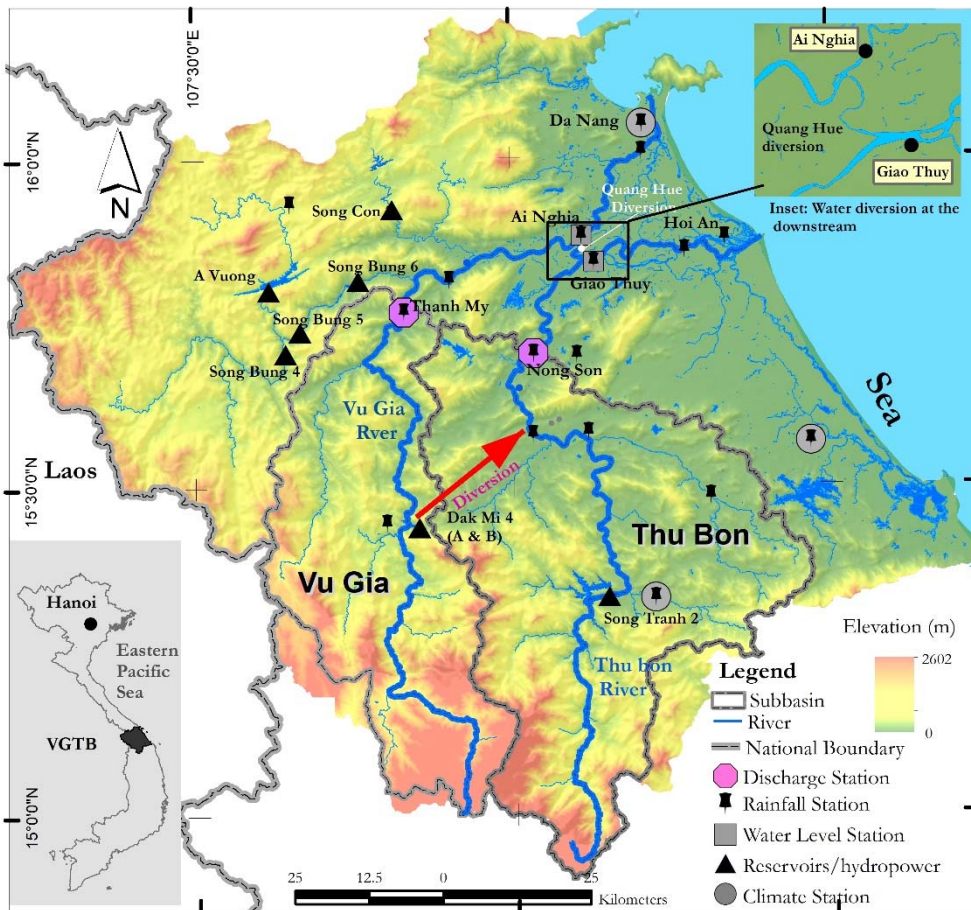 107°30'0"E
16°0'0"N
15°30'0"N
15°0'0"N
N
Ai Nghia
Quang Hue
diversion
Giao Thuy
Inset: Water diversion at the
downstream
Da Nang
Quang Hue
Diversion
Ai Nghia
Hoi An
Song Con
A Vuong
Song Bung 6
Giao Thuy
Thanh My
Song Bung 5
Song Bung 4
Nong Son
Vu Gia
Rver
Sea
Laos
Diversion
Dak Mi 4
(A & B)
Thu Bon
Vu Gia
Song Tranh 2
Thu bon
River
Hanoi
Eastern
Pacific
Sea
VGTB
Elevation (m)
2602
0
Legend
Subbasin
River
National Boundary
Discharge Station
Rainfall Station
Water Level Station
Reservoirs/hydropower
Climate Station
25 12.5 0 25
Kilometers